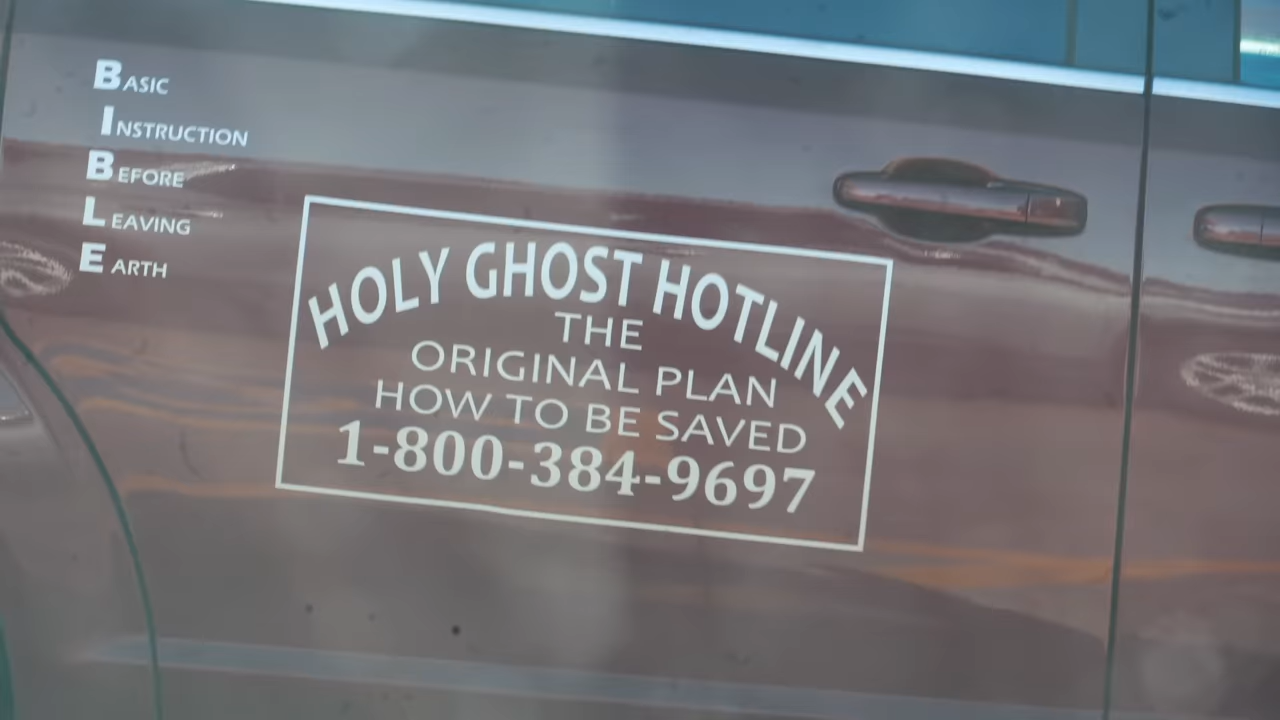 BASIC
INSTRUCTION
BEFORE
LEAVING
EARTH
HOLY GHOST HOTLINE
THE
ORIGINAL PLAN
HOW TO BE SAVED
1-800-384-9697